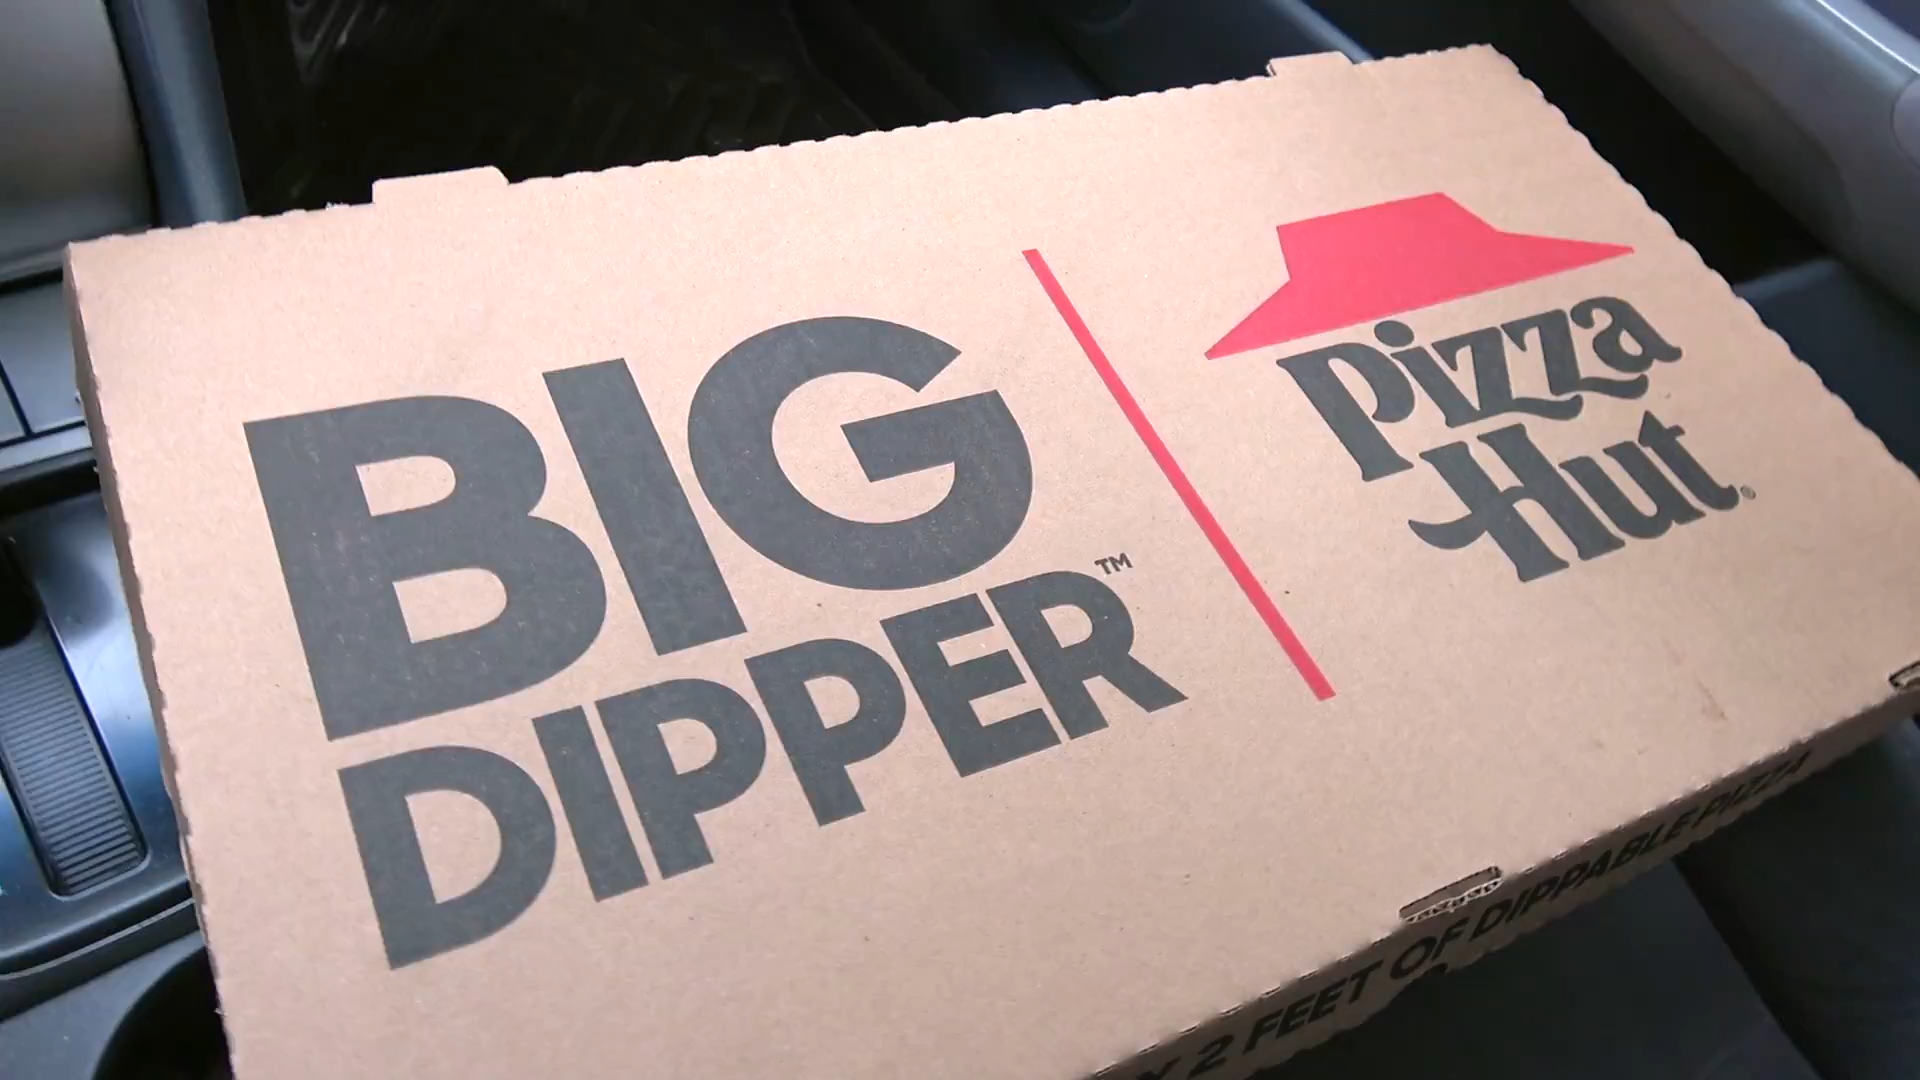 BIG
DIPPER™
Pizza
Hut®
2 FEET OF DIPPABLE PIZZA